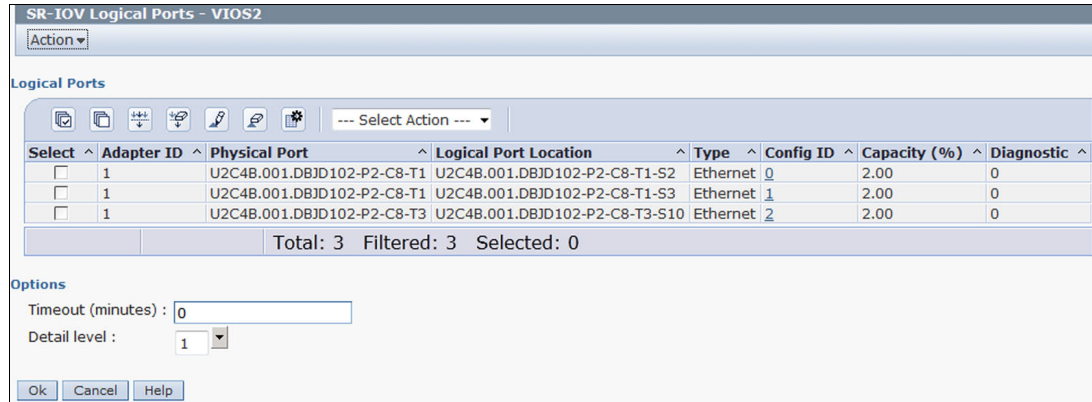 SR-IOV Logical Ports - VIOS2
Action
Logical Ports
--- Select Action ---
Select ^ Adapter ID ^ Physical Port ^ Logical Port Location ^ Type ^ Config ID ^ Capacity (%) ^ Diagnostic ^
1 U2C4B.001.DBJD102-P2-C8-T1 U2C4B.001.DBJD102-P2-C8-T1-S2 Ethernet 0 2.00 0
1 U2C4B.001.DBJD102-P2-C8-T1 U2C4B.001.DBJD102-P2-C8-T1-S3 Ethernet 1 2.00 0
1 U2C4B.001.DBJD102-P2-C8-T3 U2C4B.001.DBJD102-P2-C8-T3-S10 Ethernet 2 2.00 0
Total: 3 Filtered: 3 Selected: 0
Options
Timeout (minutes) : 0
Detail level : 1
Ok Cancel Help